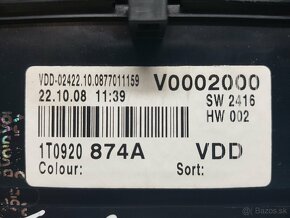 VDD-02422.10.0877011159 V0002000
22.10.08 11:39 SW 2416
HW 002
1T0920 874A VDD
Colour: Sort:
bazos.sk